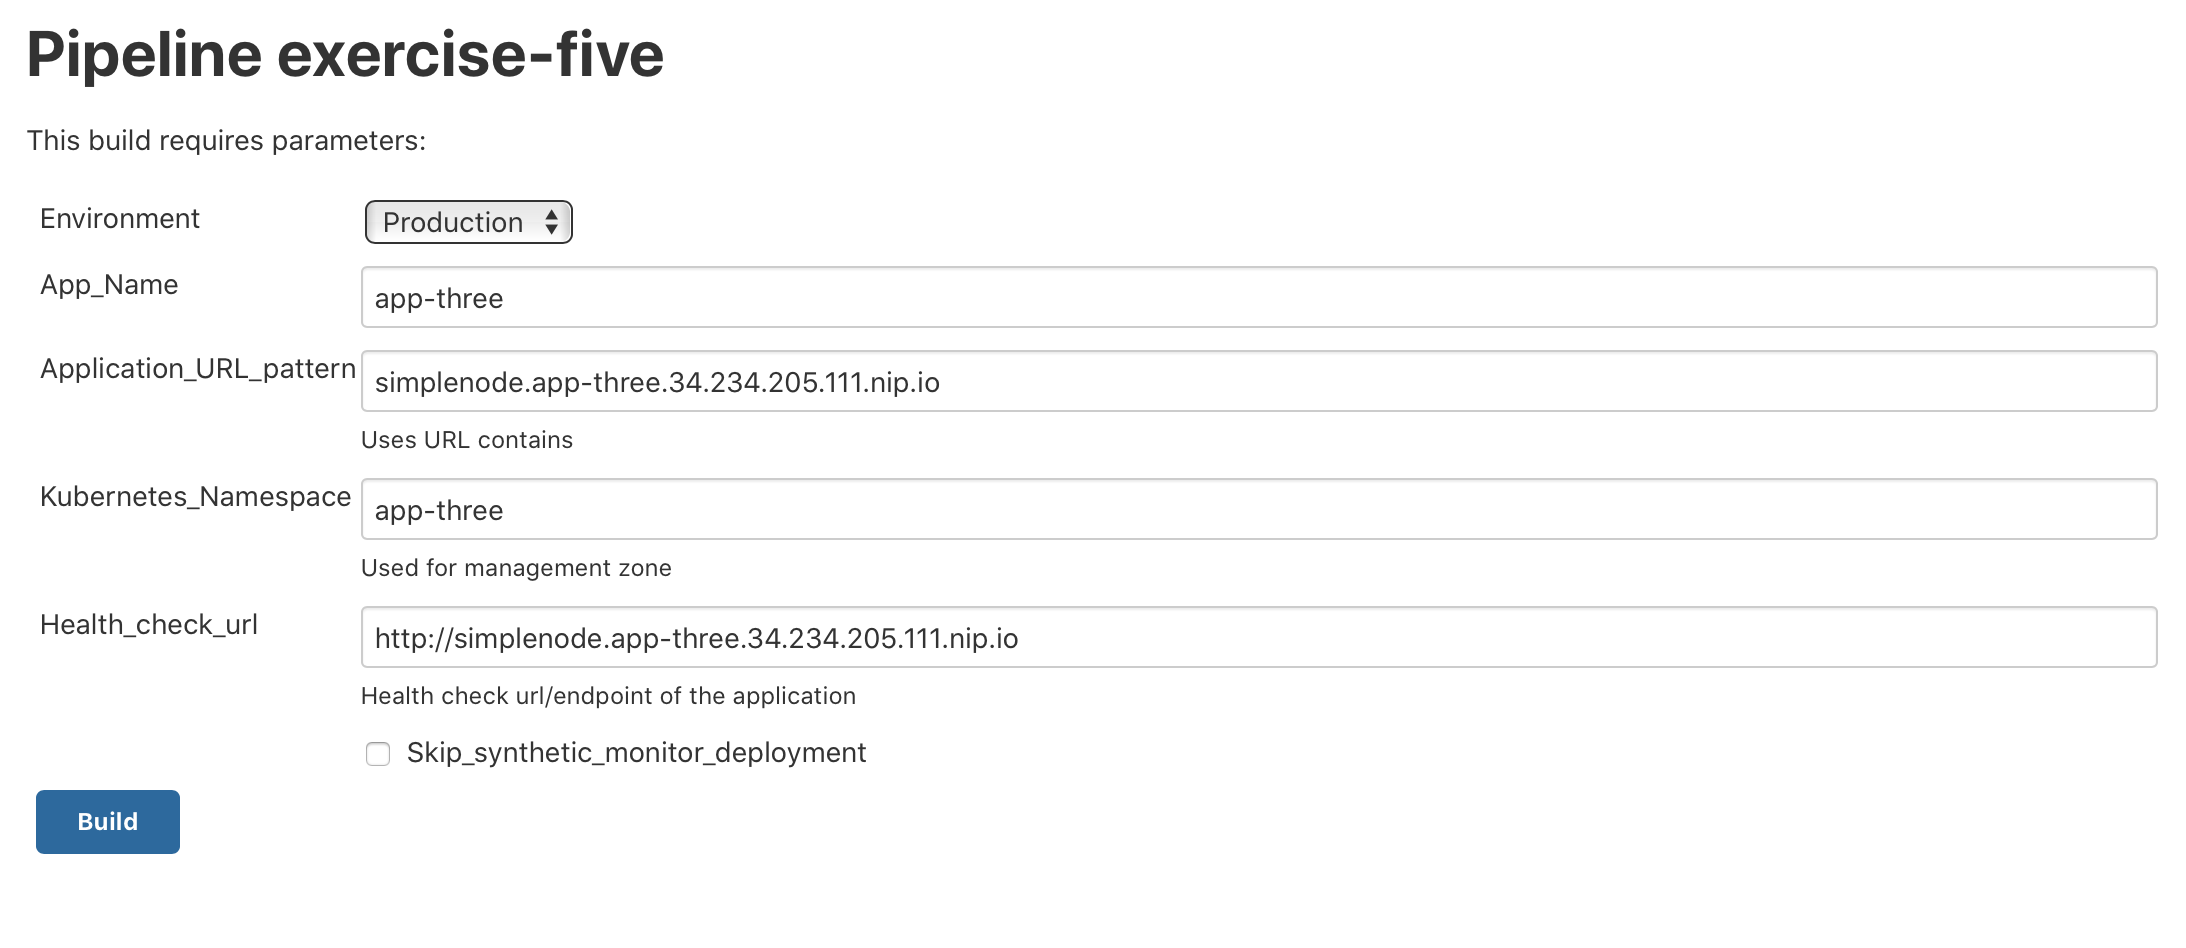 Pipeline exercise-five
This build requires parameters:
Environment
Production
App_Name
app-three
Application_URL_pattern
simplenode.app-three.34.234.205.111.nip.io
Uses URL contains
Kubernetes_Namespace
app-three
Used for management zone
Health_check_url
http://simplenode.app-three.34.234.205.111.nip.io
Health check url/endpoint of the application
Skip_synthetic_monitor_deployment
Build